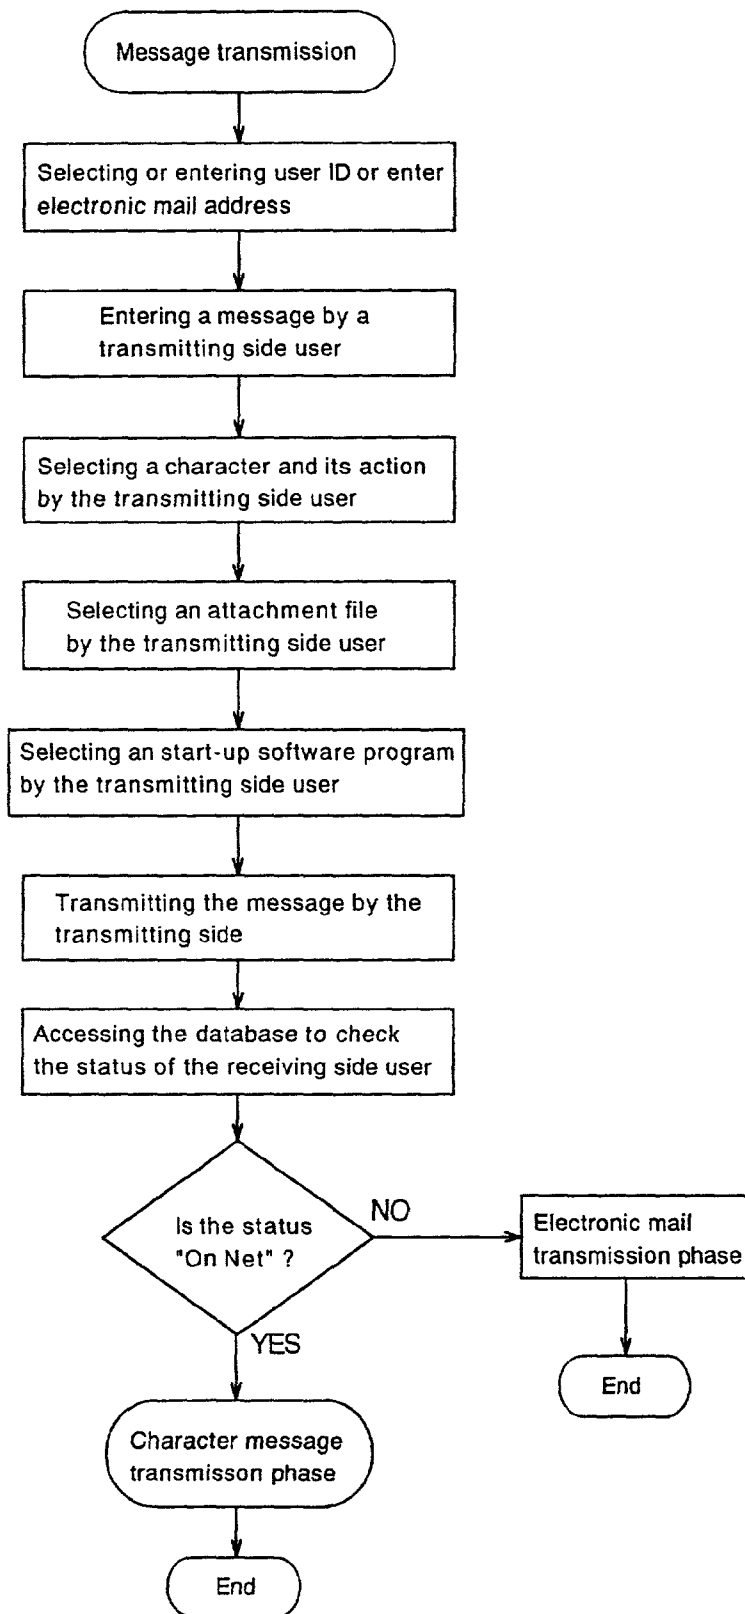 Message transmission
Selecting or entering user ID or enter
electronic mail address
Entering a message by a
transmitting side user
Selecting a character and its action
by the transmitting side user
Selecting an attachment file
by the transmitting side user
Selecting an start-up software program
by the transmitting side user
Transmitting the message by the
transmitting side
Accessing the database to check
the status of the receiving side user
Is the status
"On Net" ?
NO
Electronic mail
transmission phase
End
YES
Character message
transmisson phase
End